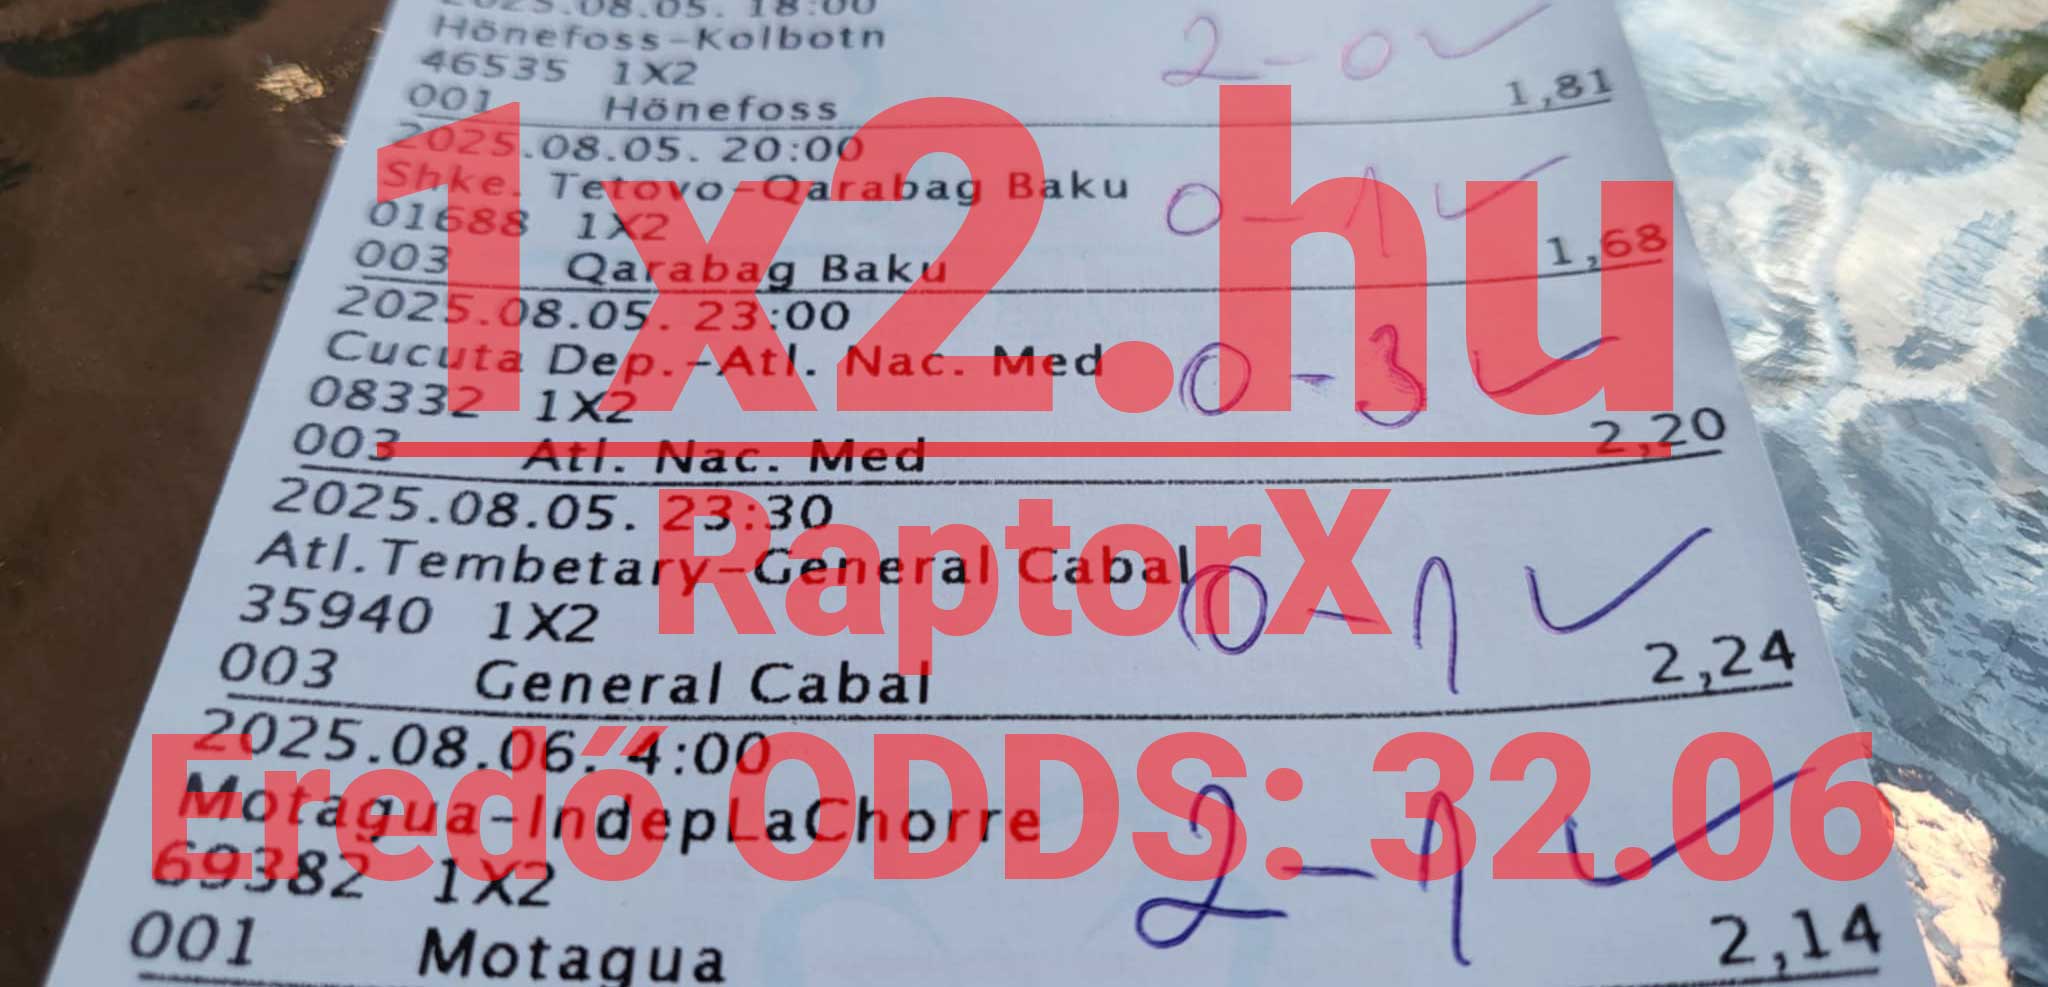 2025.08.05. 18:00
Hönefoss-Kolbotn 2-0 ✓
46535 1X2
001 Hönefoss 1,81
2025.08.05. 20:00
Shke. Tetovo-Qarabag Baku 0-1 ✓
01688 1X2
003 Qarabag Baku 1,68
2025.08.05. 23:00
Cucuta Dep.-Atl. Nac. Med 0-3 ✓
08332 1X2
003 Atl. Nac. Med 2,20
2025.08.05. 23:30
Atl.Tembetary-General Cabal 0-1 ✓
35940 1X2
003 General Cabal 2,24
2025.08.06. 4:00
Motagua-IndepLaChorre 2-1 ✓
69382 1X2
001 Motagua 2,14
1x2.hu
RaptorX
Eredő ODDS: 32.06